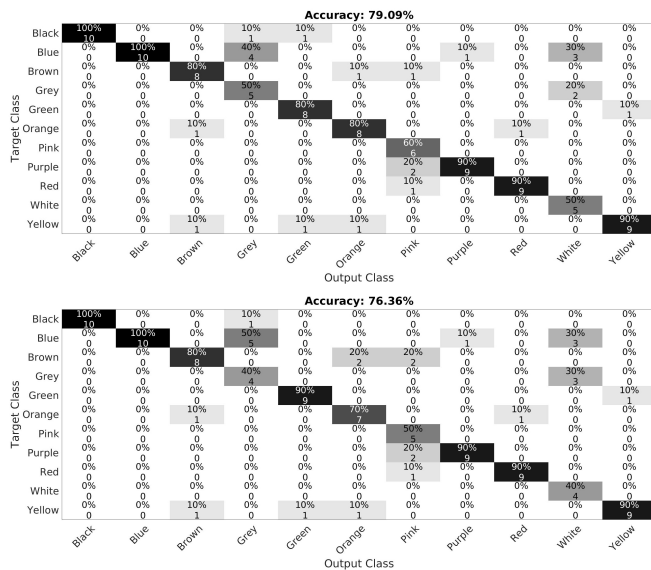 Accuracy: 79.09%
Target Class
100% 0% 0% 10% 10% 0% 0% 0% 0% 0% 0%
Black
10 0 0 1 1 0 0 0 0 0 0
0% 100% 0% 40% 0% 0% 0% 10% 0% 30% 0%
Blue
0 10 0 4 0 0 0 1 0 3 0
0% 0% 80% 0% 0% 10% 10% 0% 0% 0% 0%
Brown
0 0 8 0 0 1 1 0 0 0 0
0% 0% 0% 50% 0% 0% 0% 0% 0% 20% 0%
Grey
0 0 0 5 0 0 0 0 0 2 0
0% 0% 0% 0% 80% 0% 0% 0% 0% 0% 10%
Green
0 0 0 0 8 0 0 0 0 0 1
0% 0% 10% 0% 0% 80% 0% 0% 10% 0% 0%
Orange
0 0 1 0 0 8 0 0 1 0 0
0% 0% 0% 0% 0% 0% 60% 0% 0% 0% 0%
Pink
0 0 0 0 0 0 6 0 0 0 0
0% 0% 0% 0% 0% 0% 20% 90% 0% 0% 0%
Purple
0 0 0 0 0 0 2 9 0 0 0
0% 0% 0% 0% 0% 0% 10% 0% 90% 0% 0%
Red
0 0 0 0 0 0 1 0 9 0 0
0% 0% 0% 0% 0% 0% 0% 0% 0% 50% 0%
White
0 0 0 0 0 0 0 0 0 5 0
0% 0% 10% 0% 10% 10% 0% 0% 0% 0% 90%
Yellow
0 0 1 0 1 1 0 0 0 0 9
Black Blue Brown Grey Green Orange Pink Purple Red White Yellow
Output Class
Accuracy: 76.36%
Target Class
100% 0% 0% 10% 0% 0% 0% 0% 0% 0% 0%
Black
10 0 0 1 0 0 0 0 0 0 0
0% 100% 0% 50% 0% 0% 0% 10% 0% 30% 0%
Blue
0 10 0 5 0 0 0 1 0 3 0
0% 0% 80% 0% 0% 20% 20% 0% 0% 0% 0%
Brown
0 0 8 0 0 2 2 0 0 0 0
0% 0% 0% 40% 0% 0% 0% 0% 0% 30% 0%
Grey
0 0 0 4 0 0 0 0 0 3 0
0% 0% 0% 0% 90% 0% 0% 0% 0% 0% 10%
Green
0 0 0 0 9 0 0 0 0 0 1
0% 0% 10% 0% 0% 70% 0% 0% 10% 0% 0%
Orange
0 0 1 0 0 7 0 0 1 0 0
0% 0% 0% 0% 0% 0% 50% 0% 0% 0% 0%
Pink
0 0 0 0 0 0 5 0 0 0 0
0% 0% 0% 0% 0% 0% 20% 90% 0% 0% 0%
Purple
0 0 0 0 0 0 2 9 0 0 0
0% 0% 0% 0% 0% 0% 10% 0% 90% 0% 0%
Red
0 0 0 0 0 0 1 0 9 0 0
0% 0% 0% 0% 0% 0% 0% 0% 0% 40% 0%
White
0 0 0 0 0 0 0 0 0 4 0
0% 0% 10% 0% 10% 10% 0% 0% 0% 0% 90%
Yellow
0 0 1 0 1 1 0 0 0 0 9
Black Blue Brown Grey Green Orange Pink Purple Red White Yellow
Output Class